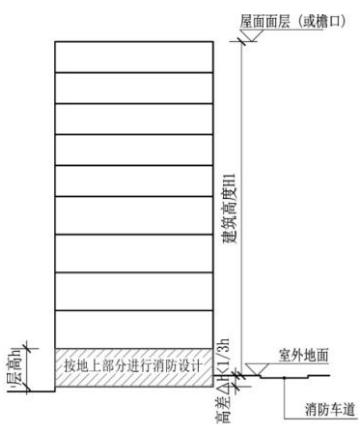 屋面面层（或檐口）
建筑高度H1
层高h
按地上部分进行消防设计
高差△h<1/3h
室外地面
消防车道